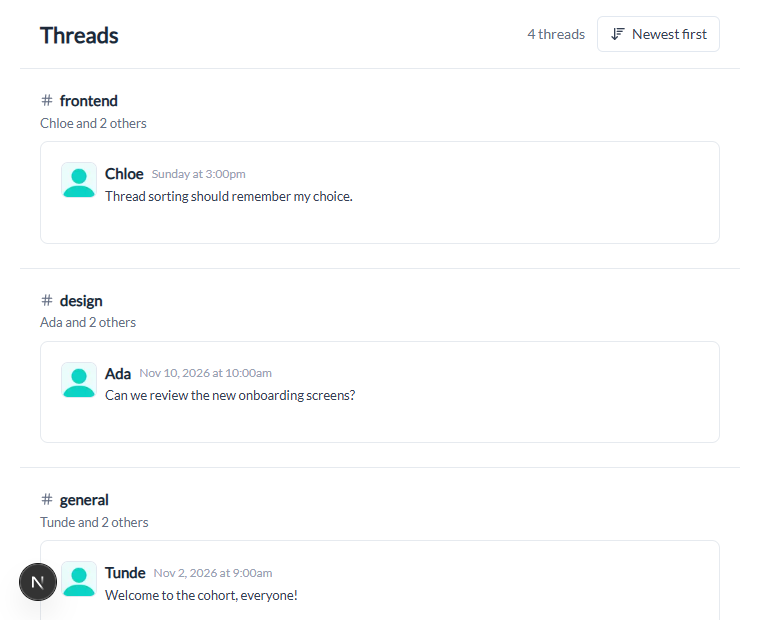 Threads
4 threads
Newest first
# frontend
Chloe and 2 others
Chloe Sunday at 3:00pm
Thread sorting should remember my choice.
# design
Ada and 2 others
Ada Nov 10, 2026 at 10:00am
Can we review the new onboarding screens?
# general
Tunde and 2 others
Tunde Nov 2, 2026 at 9:00am
Welcome to the cohort, everyone!
N